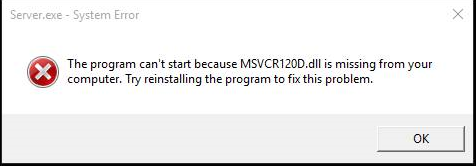 Server.exe - System Error
The program can't start because MSVCR120D.dll is missing from your
computer. Try reinstalling the program to fix this problem.
OK